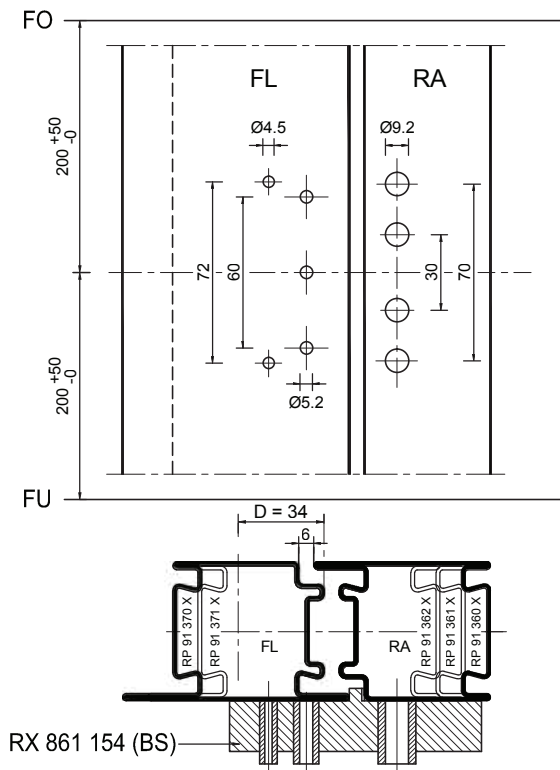 FO
FL RA
Ø4.5 Ø9.2
200 +50 -0
72 60 30 70
200 +50 -0
Ø5.2
FU
D = 34
6
RP 91 370 X
RP 91 371 X
FL
RA
RP 91 362 X
RP 91 361 X
RP 91 360 X
RX 861 154 (BS)